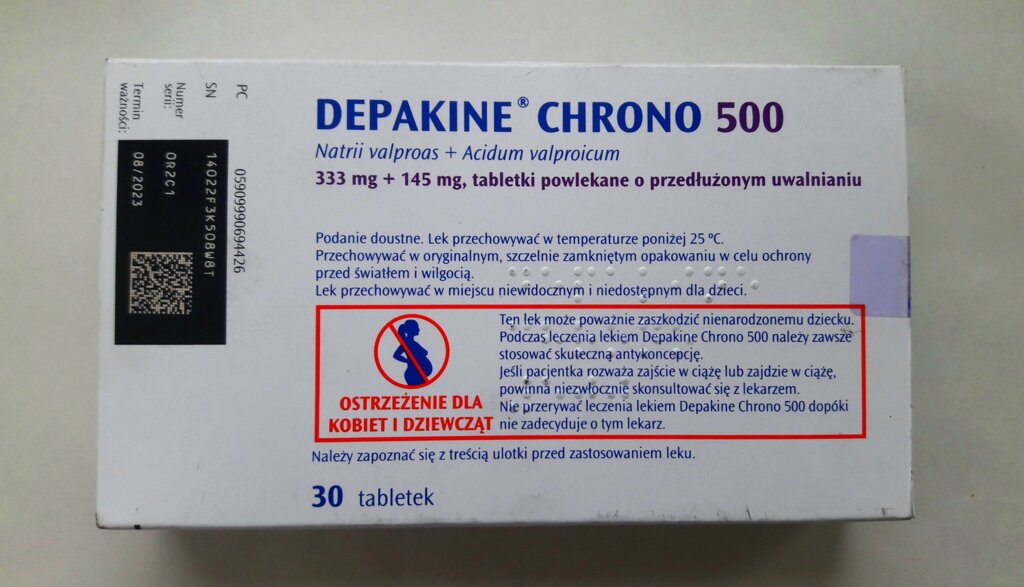 DEPAKINE® CHRONO 500
Natrii valproas + Acidum valproicum
333 mg + 145 mg, tabletki powlekane o przedłużonym uwalnianiu
Podanie doustne. Lek przechowywać w temperaturze poniżej 25 ºC.
Przechowywać w oryginalnym, szczelnie zamkniętym opakowaniu w celu ochrony
przed światłem i wilgocią.
Lek przechowywać w miejscu niewidocznym i niedostępnym dla dzieci.
OSTRZEŻENIE DLA
KOBIET I DZIEWCZĄT
Ten lek może poważnie zaszkodzić nienarodzonemu dziecku.
Podczas leczenia lekiem Depakine Chrono 500 należy zawsze
stosować skuteczną antykoncepcję.
Jeśli pacjentka rozważa zajście w ciążę lub zajdzie w ciążę,
powinna niezwłocznie skonsultować się z lekarzem.
Nie przerywać leczenia lekiem Depakine Chrono 500 dopóki
nie zadecyduje o tym lekarz.
Należy zapoznać się z treścią ulotki przed zastosowaniem leku.
30 tabletek
PC 05909990694426
SN 14022F3K508W8T
Numer
serii: 0R2C1
Termin
ważności: 08/2023